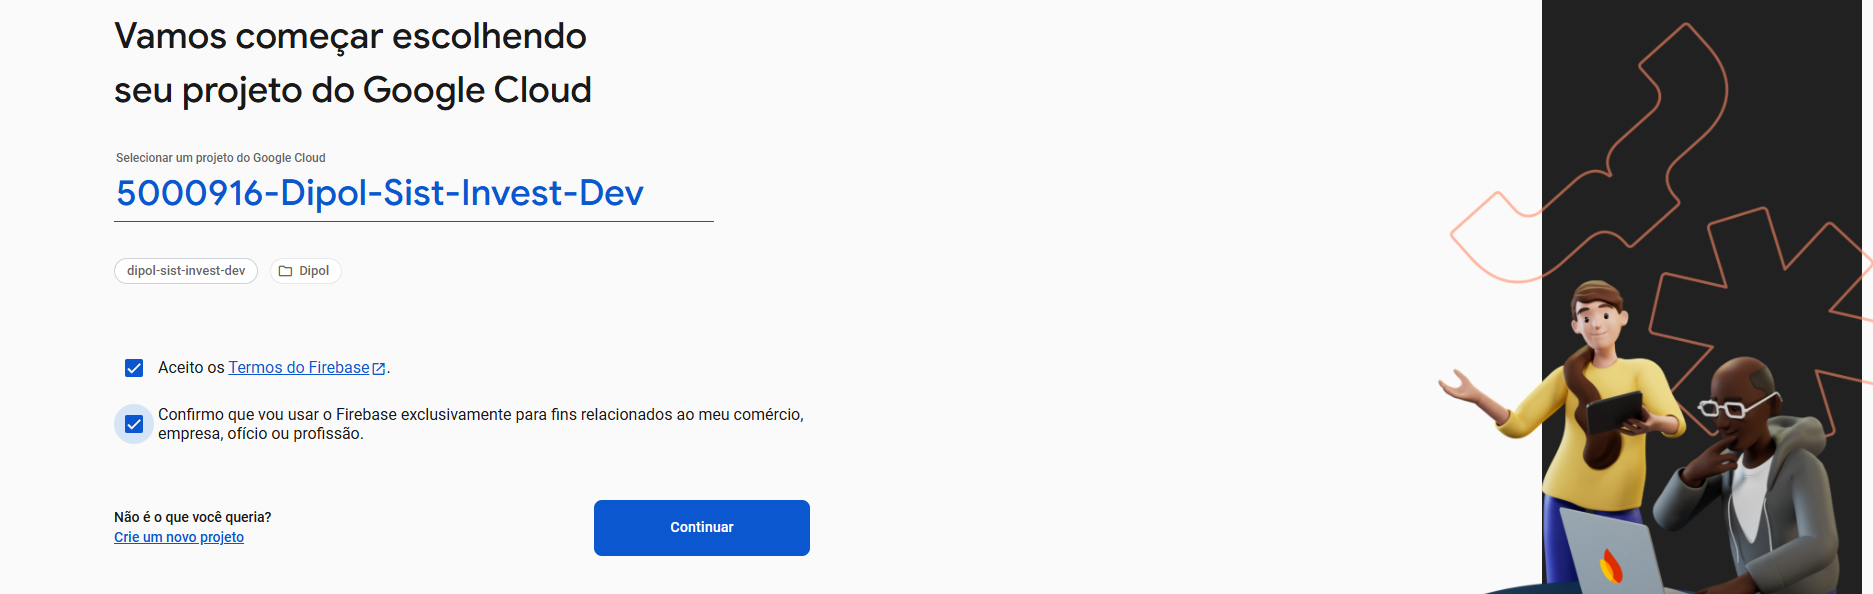 Vamos começar escolhendo
seu projeto do Google Cloud
Selecionar um projeto do Google Cloud
5000916-Dipol-Sist-Invest-Dev
dipol-sist-invest-dev
Dipol
Aceito os Termos do Firebase.
Confirmo que vou usar o Firebase exclusivamente para fins relacionados ao meu comércio,
empresa, ofício ou profissão.
Não é o que você queria?
Crie um novo projeto
Continuar